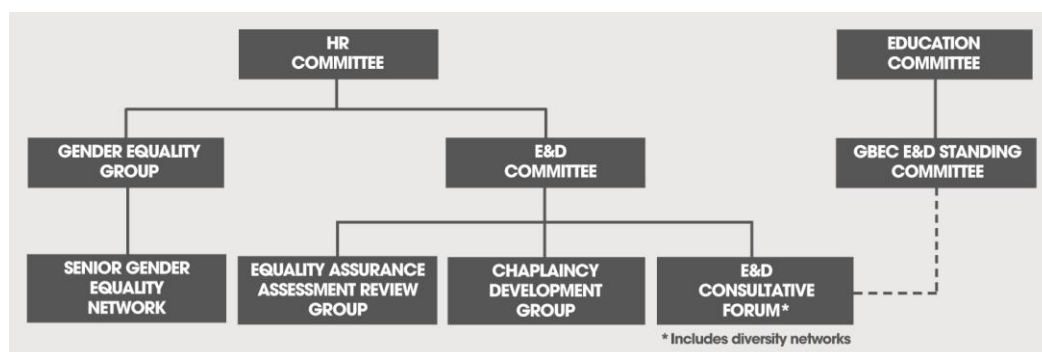 HR
COMMITTEE
EDUCATION
COMMITTEE
GENDER EQUALITY
GROUP
E&D
COMMITTEE
GBEC E&D STANDING
COMMITTEE
SENIOR GENDER
EQUALITY
NETWORK
EQUALITY ASSURANCE
ASSESSMENT REVIEW
GROUP
CHAPLAINCY
DEVELOPMENT
GROUP
E&D
CONSULTATIVE
FORUM*
* Includes diversity networks